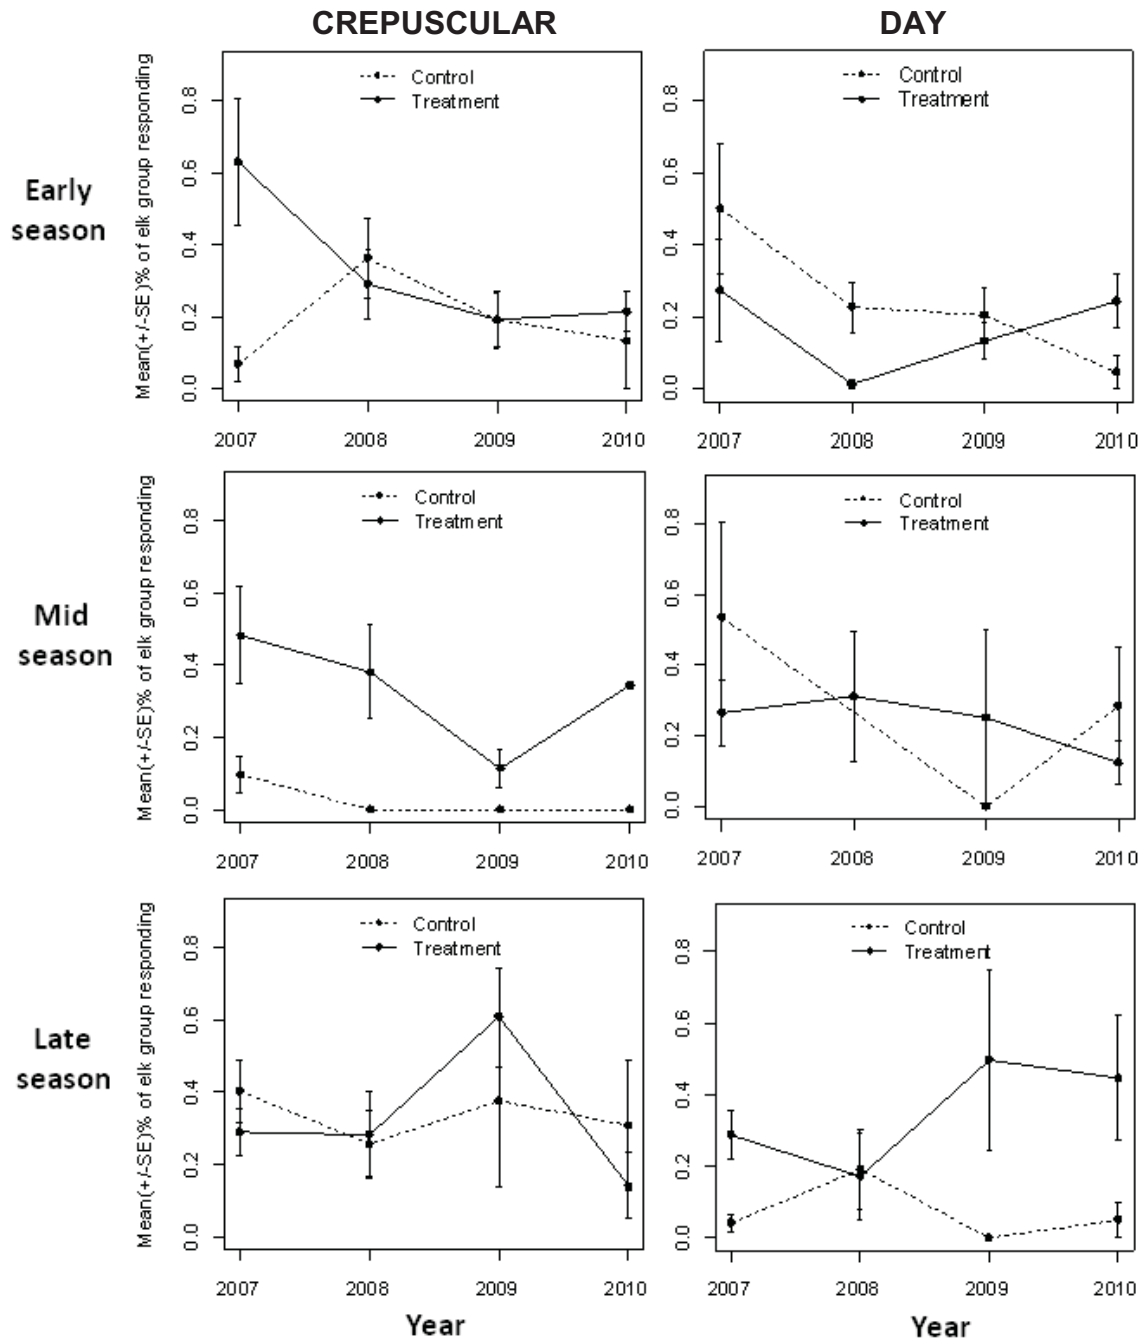 CREPUSCULAR DAY
Early season
Mean(+/-SE)% of elk group responding
0.0 0.2 0.4 0.6 0.8
Control
Treatment
2007 2008 2009 2010
0.0 0.2 0.4 0.6 0.8
Control
Treatment
2007 2008 2009 2010
Mid season
Mean(+/-SE)% of elk group responding
0.0 0.2 0.4 0.6 0.8
Control
Treatment
2007 2008 2009 2010
0.0 0.2 0.4 0.6 0.8
Control
Treatment
2007 2008 2009 2010
Late season
Mean(+/-SE)% of elk group responding
0.0 0.2 0.4 0.6 0.8
Control
Treatment
2007 2008 2009 2010
Year
0.0 0.2 0.4 0.6 0.8
Control
Treatment
2007 2008 2009 2010
Year